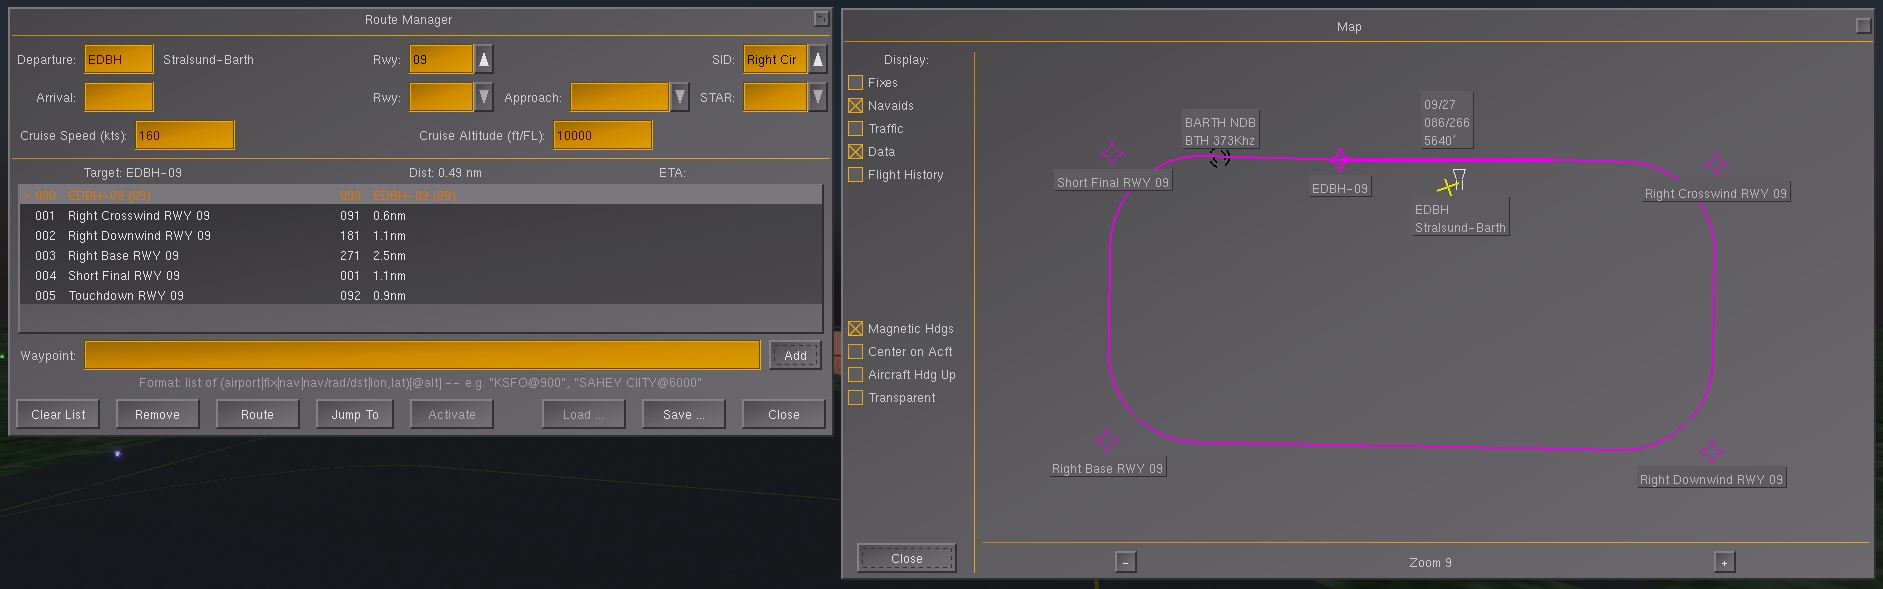 Route Manager
Departure: EDBH Stralsund-Barth Rwy: 09 SID: Right Cir
Arrival: Rwy: Approach: STAR:
Cruise Speed (kts): 160 Cruise Altitude (ft/FL): 10000
Target: EDBH-09 Dist: 0.49 nm ETA:
> 000 EDBH-09 (09) 000 EDBH-09 (09)
001 Right Crosswind RWY 09 091 0.6nm
002 Right Downwind RWY 09 181 1.1nm
003 Right Base RWY 09 271 2.5nm
004 Short Final RWY 09 001 1.1nm
005 Touchdown RWY 09 092 0.9nm
Waypoint: Add
Format: list of (airport|fix|nav|nav/rad/dst|lon,lat)[@alt] -- e.g. "KSFO@900", "SAHEY CIITY@6000"
Clear List Remove Route Jump To Activate Load ... Save ... Close
Map
Display:
Fixes
Navaids
Traffic
Data
Flight History
Magnetic Hdgs
Center on Acft
Aircraft Hdg Up
Transparent
Close
09/27
086/266
5640'
BARTH NDB
BTH 373Khz
Short Final RWY 09
EDBH-09
Right Crosswind RWY 09
EDBH
Stralsund-Barth
Right Base RWY 09
Right Downwind RWY 09
- Zoom 9 +